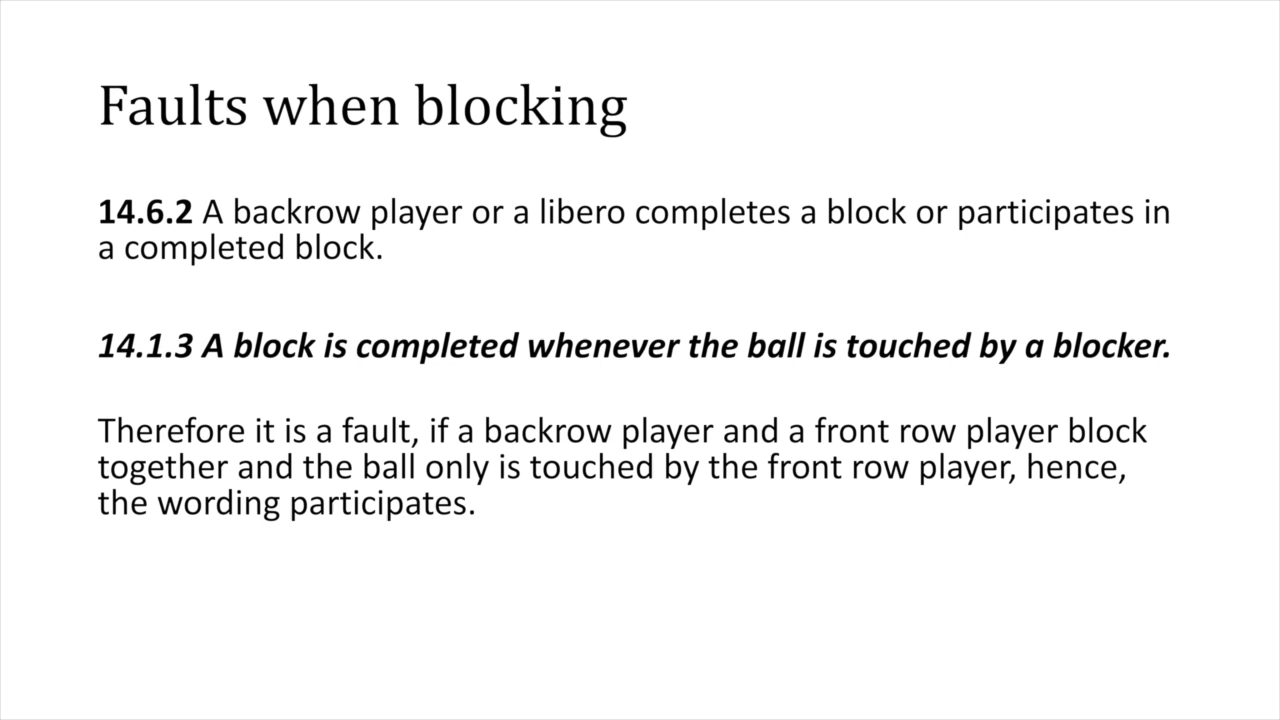 Faults when blocking
14.6.2 A backrow player or a libero completes a block or participates in
a completed block.
14.1.3 A block is completed whenever the ball is touched by a blocker.
Therefore it is a fault, if a backrow player and a front row player block
together and the ball only is touched by the front row player, hence,
the wording participates.